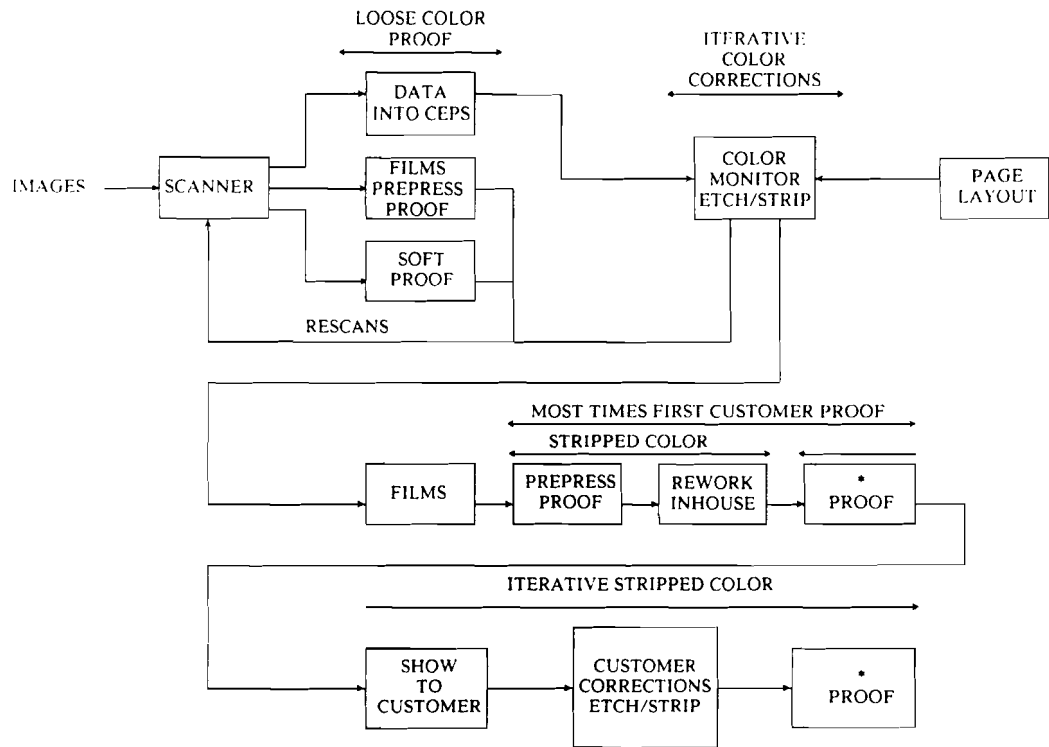 LOOSE COLOR
PROOF
ITERATIVE
COLOR
CORRECTIONS
DATA
INTO CEPS
IMAGES
SCANNER
FILMS
PREPRESS
PROOF
COLOR
MONITOR
ETCH/STRIP
PAGE
LAYOUT
SOFT
PROOF
RESCANS
MOST TIMES FIRST CUSTOMER PROOF
STRIPPED COLOR
FILMS
PREPRESS
PROOF
REWORK
INHOUSE
*
PROOF
ITERATIVE STRIPPED COLOR
SHOW
TO
CUSTOMER
CUSTOMER
CORRECTIONS
ETCH/STRIP
*
PROOF